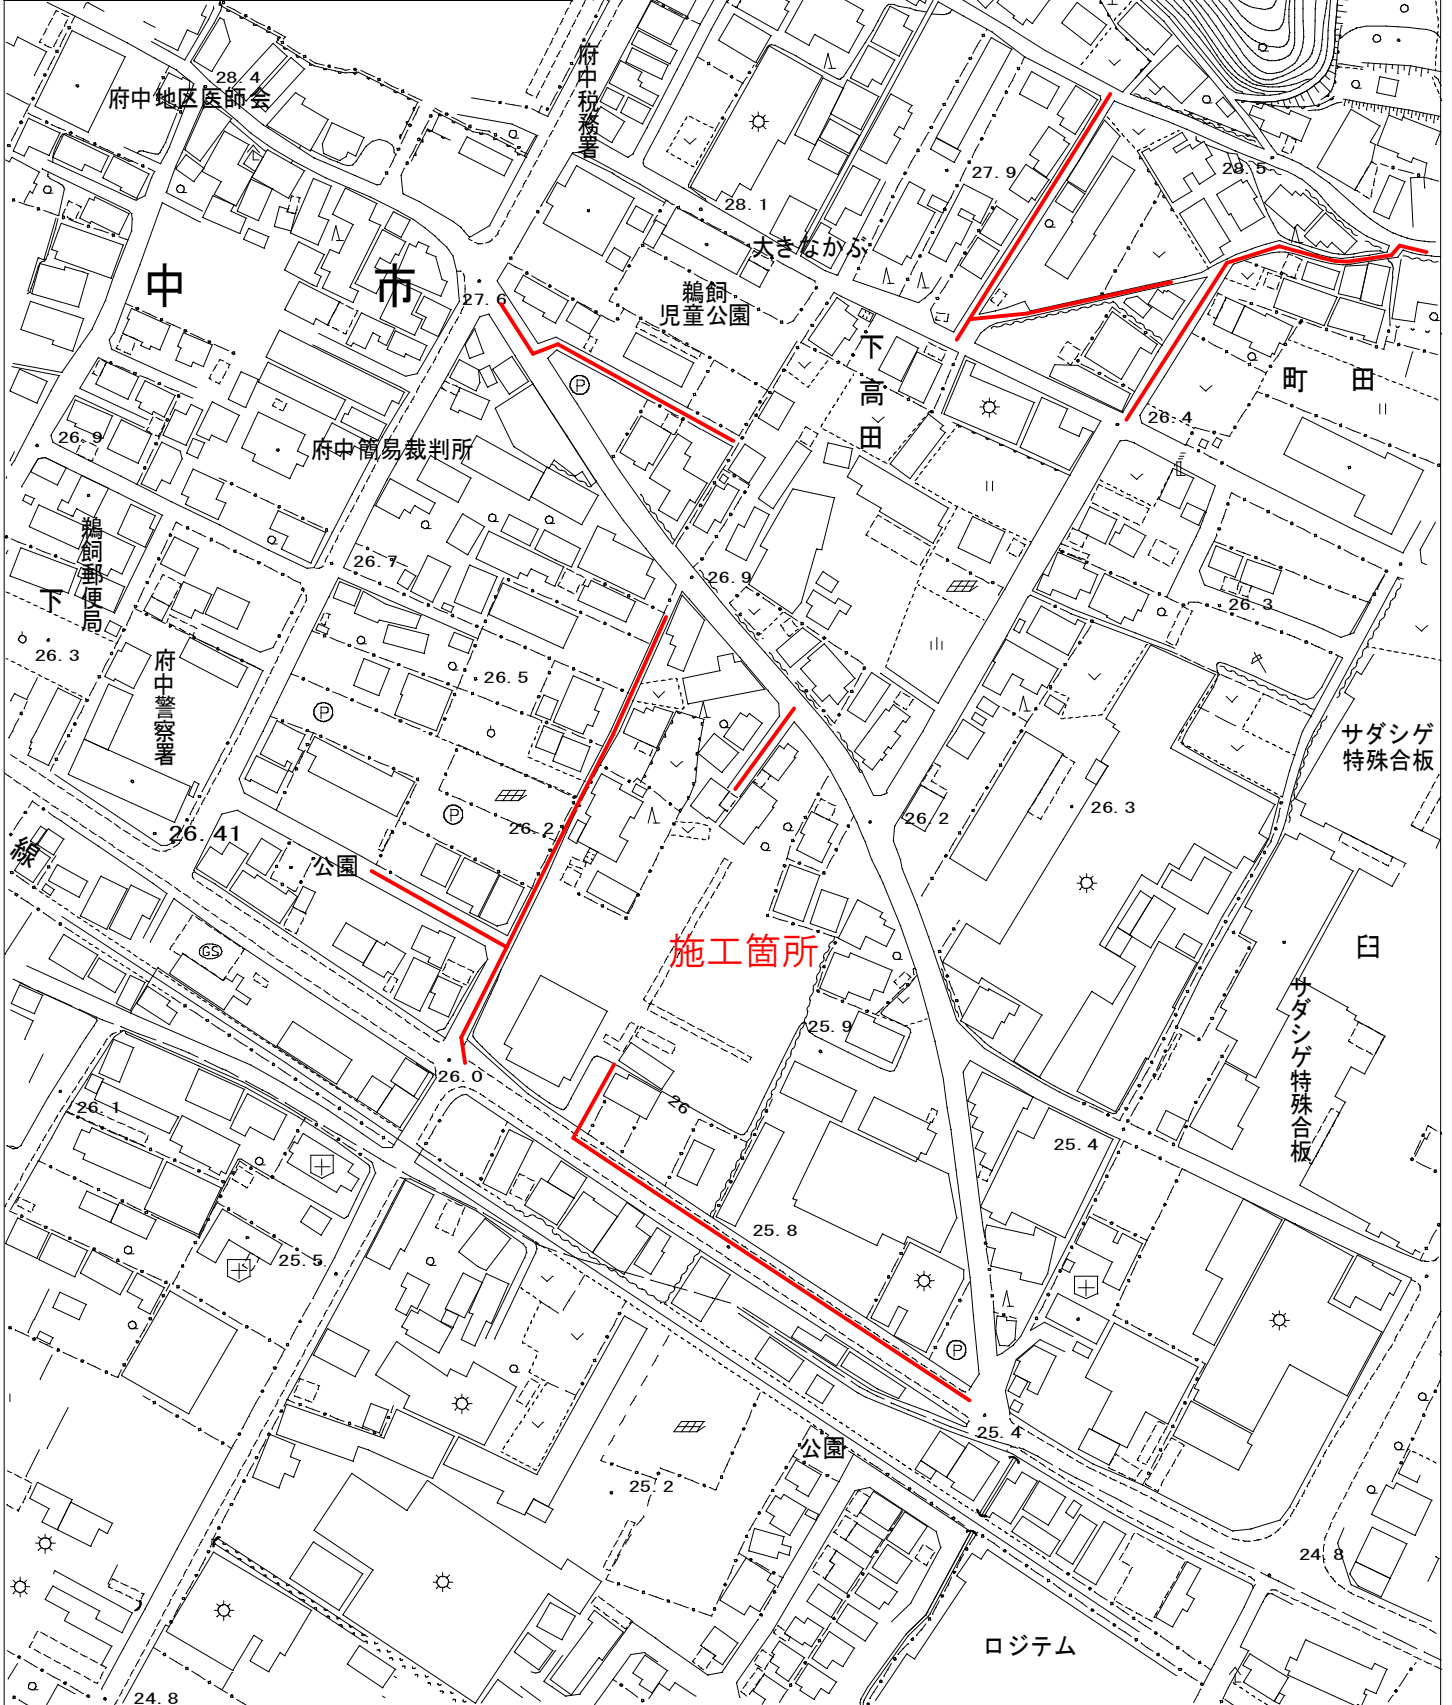 28.4
府中地区医師会
府中税務署
27.9
28.5
28.1
大きなかぶ
中 市
27.6
鵜飼
児童公園
下高田
町 田
26.4
26.9
府中簡易裁判所
鵜飼郵便局
26.7
26.9
下
26.3
26.3
府中警察署
26.5
サダシゲ
特殊合板
Ⓟ
Ⓟ
Ⓟ
26.2
26.2
26.3
26.41
線
公園
施工箇所
臼
GS
サダシゲ特殊合板
25.9
26.0
26
26.1
25.4
25.8
25.5
Ⓟ
25.4
公園
25.2
24.8
ロジテム
24.8